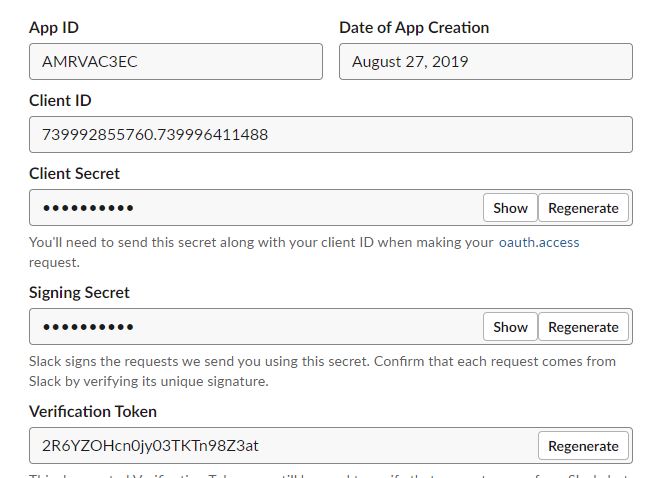 App ID
Date of App Creation
AMRVAC3EC
August 27, 2019
Client ID
739992855760.739996411488
Client Secret
••••••••••
Show
Regenerate
You'll need to send this secret along with your client ID when making your oauth.access
request.
Signing Secret
••••••••••
Show
Regenerate
Slack signs the requests we send you using this secret. Confirm that each request comes from
Slack by verifying its unique signature.
Verification Token
2R6YZOHcn0jy03TKTn98Z3at
Regenerate